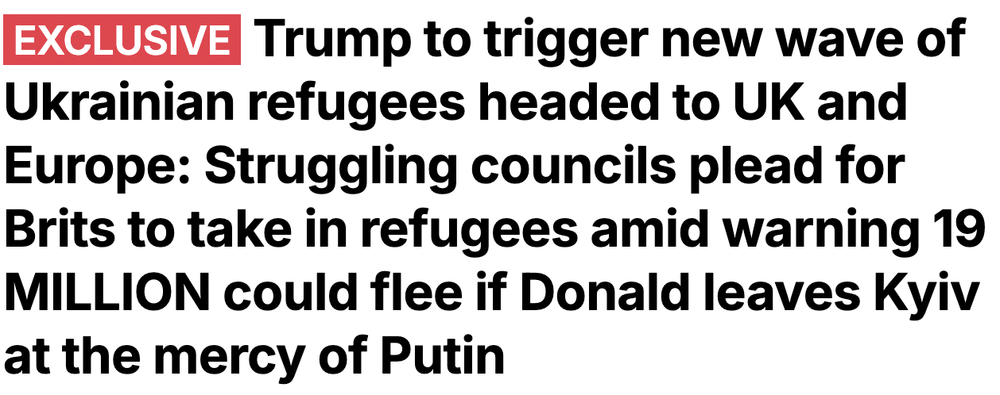 EXCLUSIVE Trump to trigger new wave of
Ukrainian refugees headed to UK and
Europe: Struggling councils plead for
Brits to take in refugees amid warning 19
MILLION could flee if Donald leaves Kyiv
at the mercy of Putin